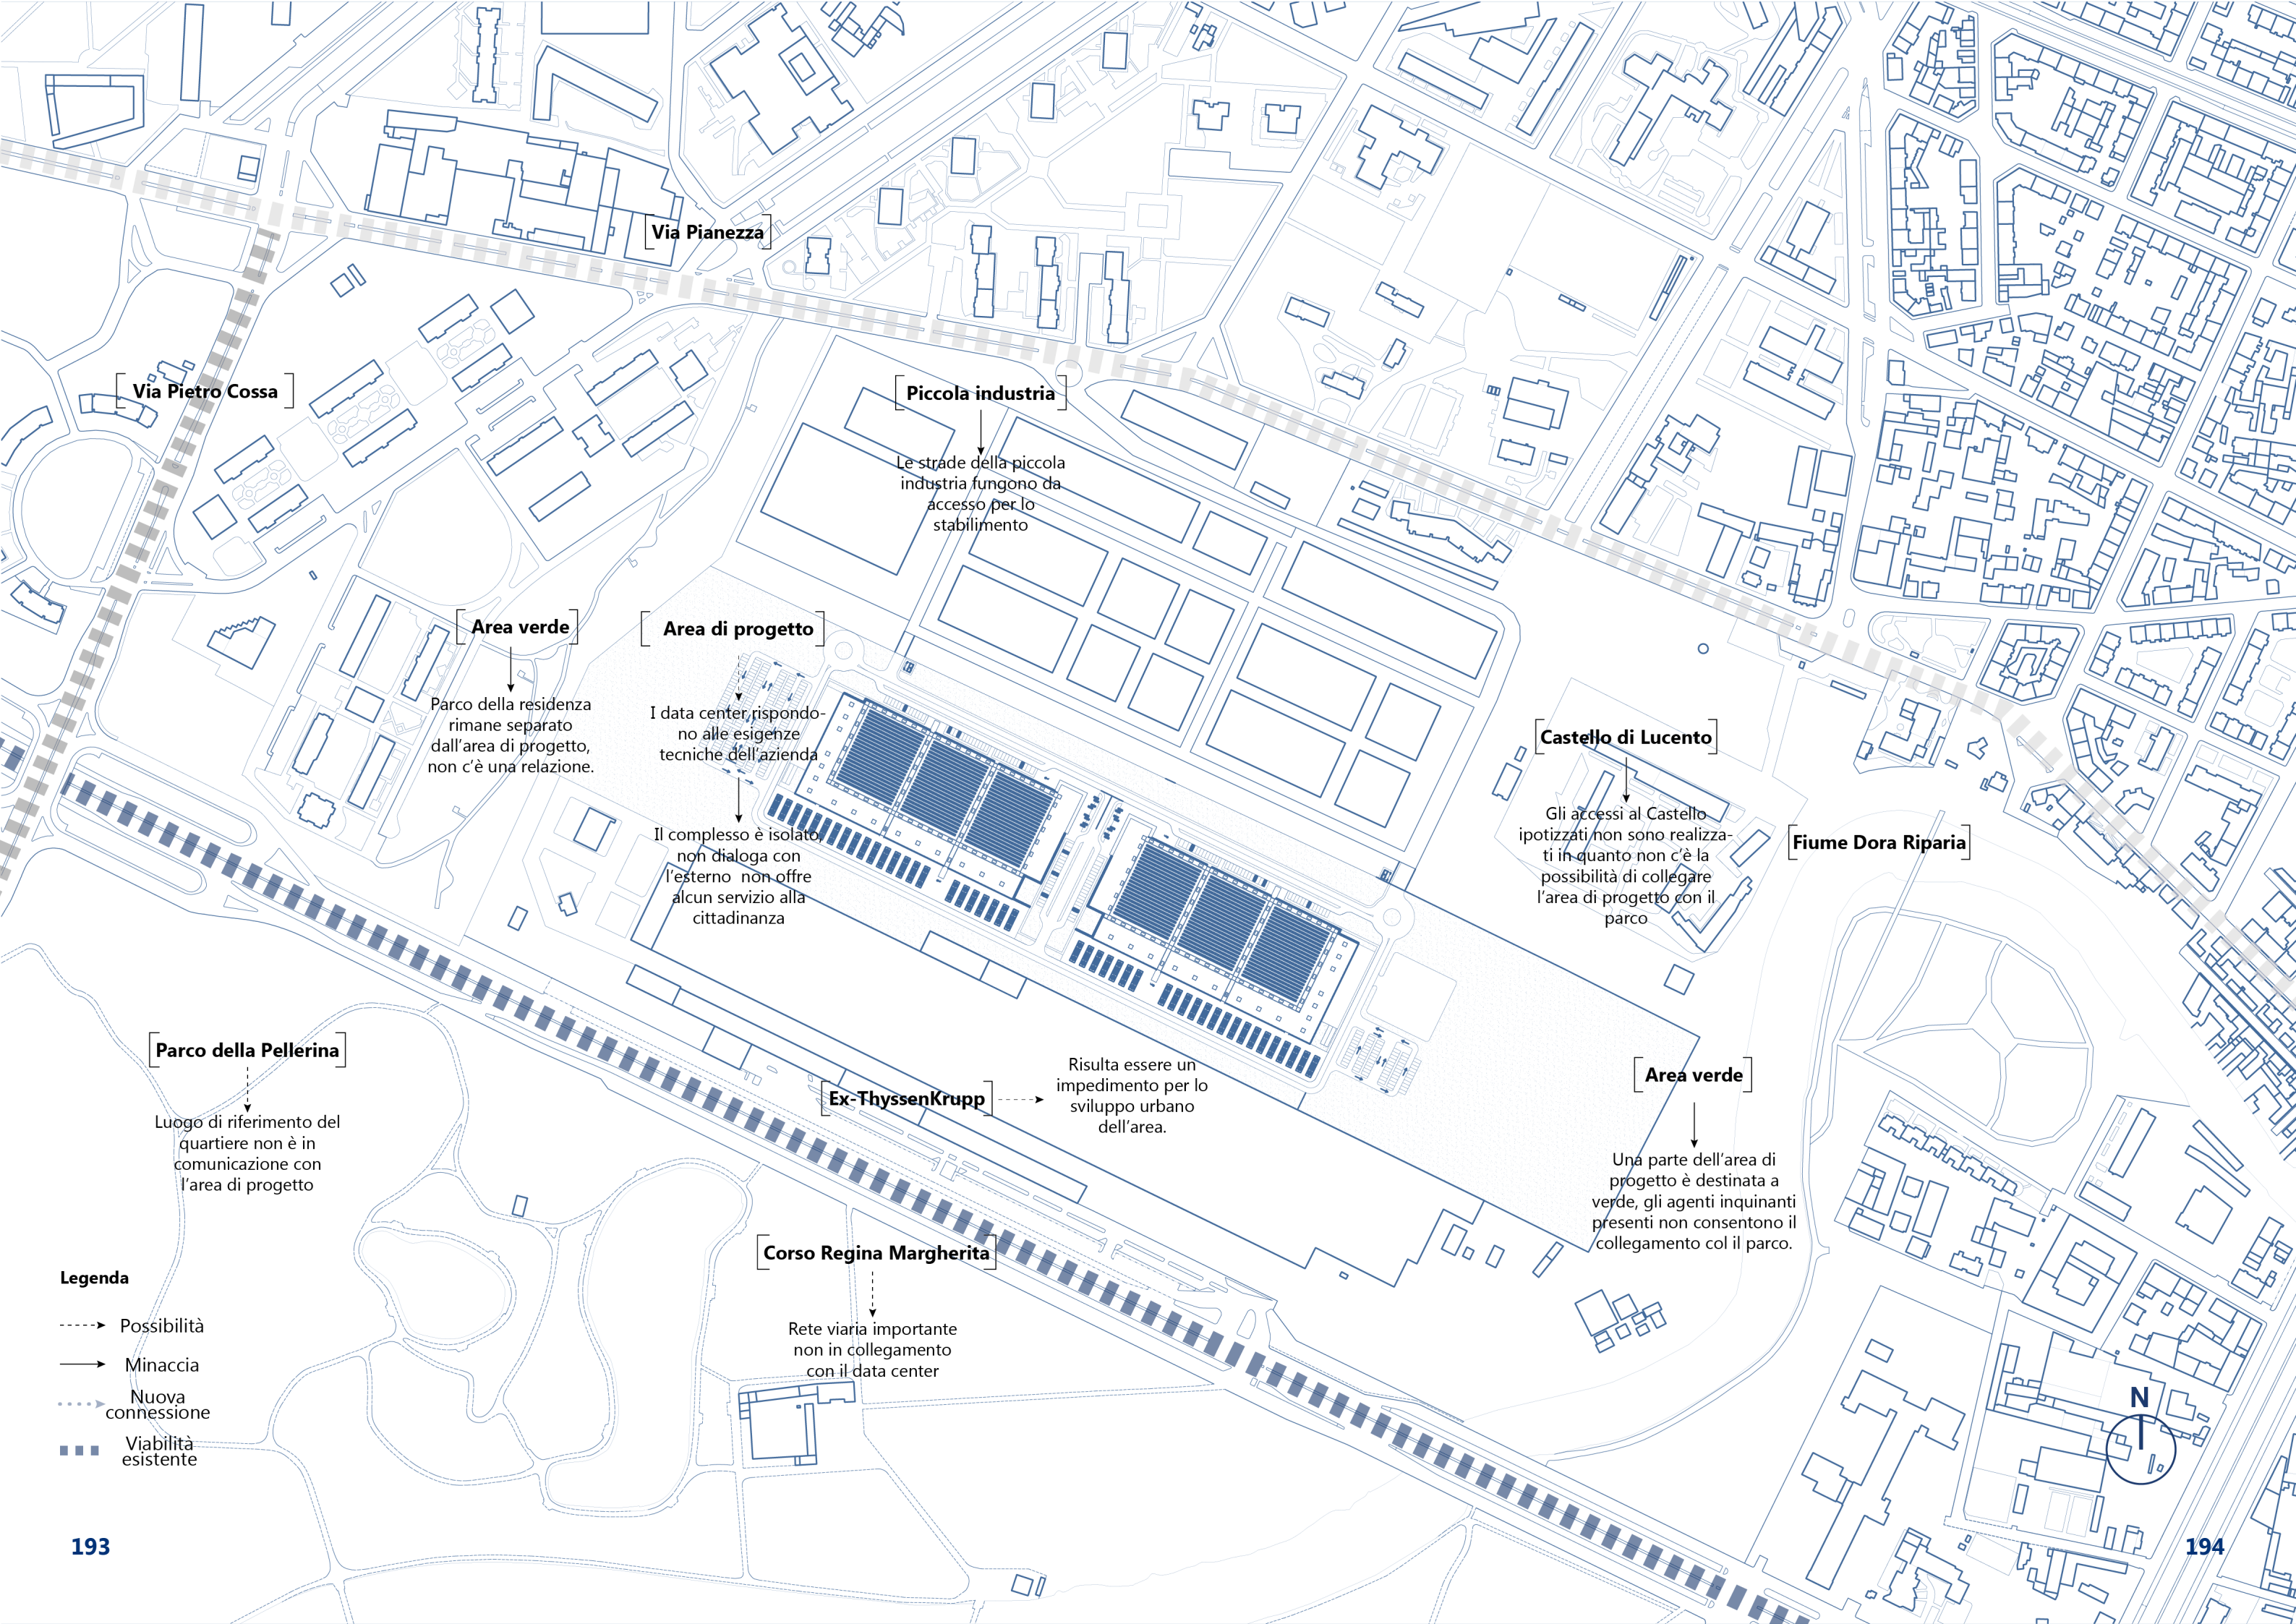 Via Pianezza
Via Pietro Cossa
Piccola industria
Le strade della piccola
industria fungono da
accesso per lo
stabilimento
Area verde
Parco della residenza
rimane separato
dall'area di progetto,
non c'è una relazione.
Area di progetto
I data center rispondo-
no alle esigenze
tecniche dell'azienda
Il complesso è isolato,
non dialoga con
l'esterno non offre
alcun servizio alla
cittadinanza
Castello di Lucento
Gli accessi al Castello
ipotizzati non sono realizza-
ti in quanto non c'è la
possibilità di collegare
l'area di progetto con il
parco
Fiume Dora Riparia
Parco della Pellerina
Luogo di riferimento del
quartiere non è in
comunicazione con
l'area di progetto
Ex-ThyssenKrupp
Risulta essere un
impedimento per lo
sviluppo urbano
dell'area.
Area verde
Una parte dell'area di
progetto è destinata a
verde, gli agenti inquinanti
presenti non consentono il
collegamento col il parco.
Corso Regina Margherita
Rete viaria importante
non in collegamento
con il data center
Legenda
Possibilità
Minaccia
Nuova
connessione
Viabilità
esistente
N
193
194